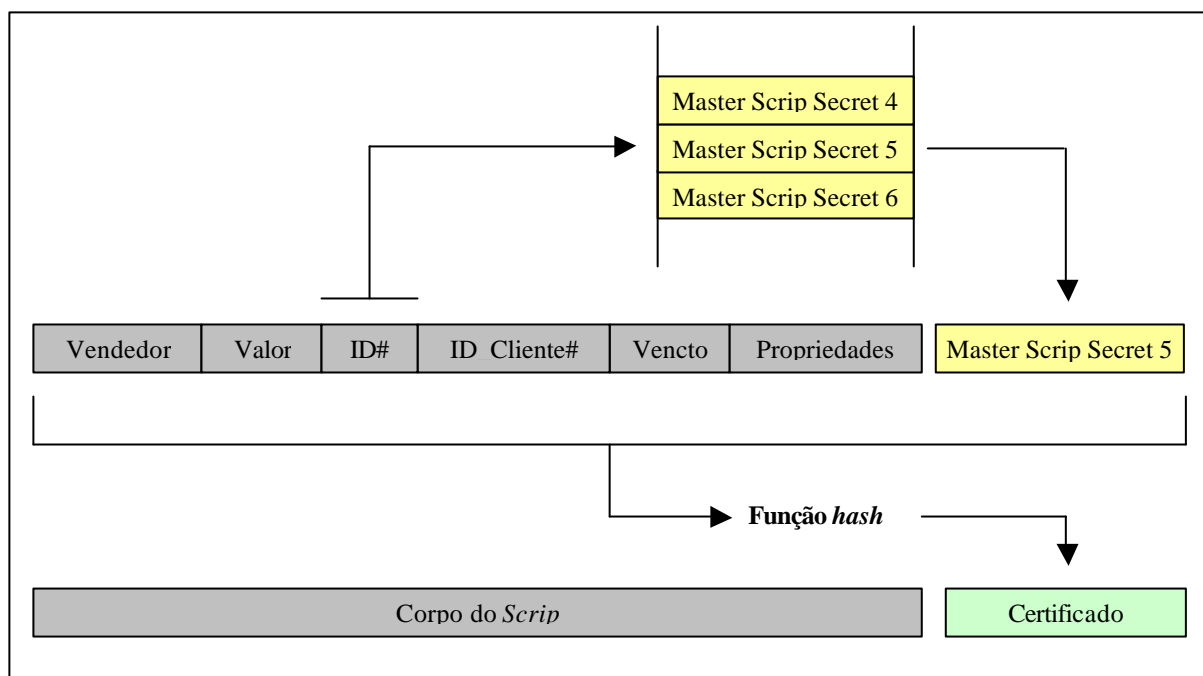 Master Scrip Secret 4
Master Scrip Secret 5
Master Scrip Secret 6
Vendedor Valor ID# ID_Cliente# Vencto Propriedades Master Scrip Secret 5
Função hash
Corpo do Scrip Certificado